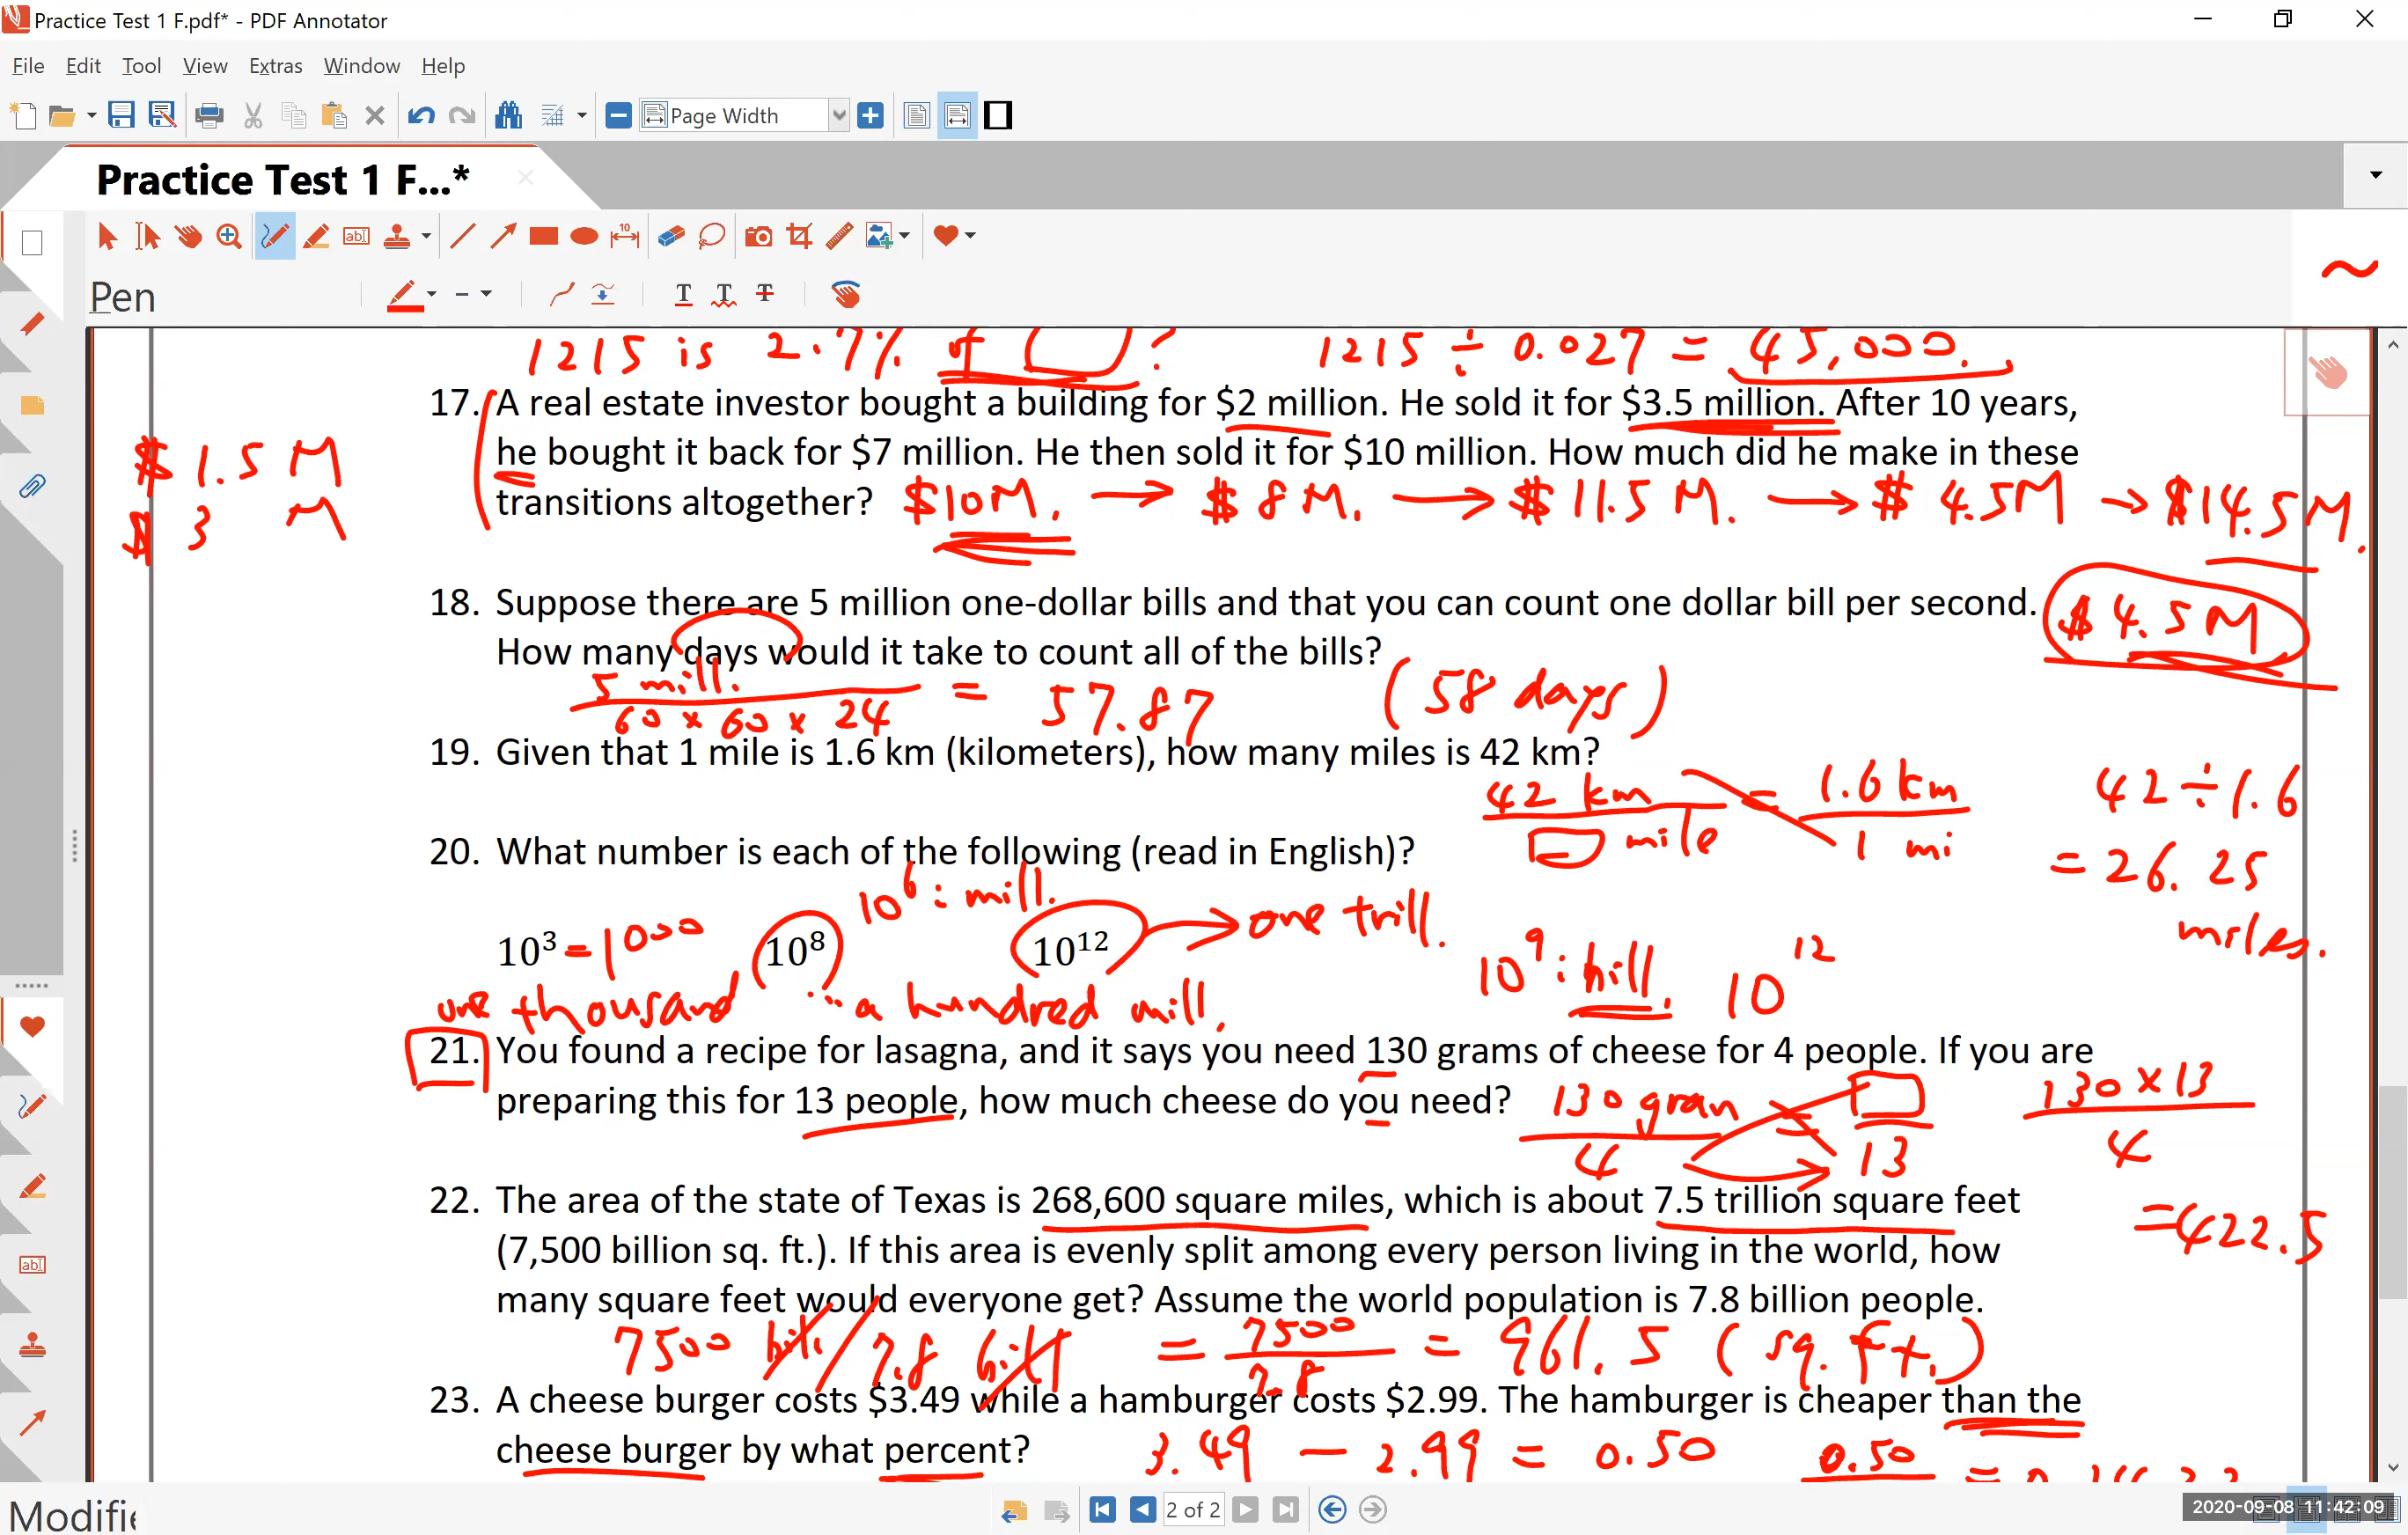 Practice Test 1 F.pdf* - PDF Annotator
File Edit Tool View Extras Window Help
Page Width
Practice Test 1 F...*
Pen
1215 is 2.7% of ( )? 1215 ÷ 0.027 = 45,000.
17. A real estate investor bought a building for $2 million. He sold it for $3.5 million. After 10 years,
he bought it back for $7 million. He then sold it for $10 million. How much did he make in these
transitions altogether? $10M. → $8M. → $11.5M. → $4.5M → $14.5M.
$1.5 M
$3 M
18. Suppose there are 5 million one-dollar bills and that you can count one dollar bill per second.
How many days would it take to count all of the bills?
$4.5M
5 mill. / 60 × 60 × 24 = 57.87 (58 days)
19. Given that 1 mile is 1.6 km (kilometers), how many miles is 42 km?
42 km / mile = 1.6 km / 1 mi
42 ÷ 1.6
= 26.25
miles.
20. What number is each of the following (read in English)?
10⁶: mill.
10³ = 1000 10⁸ 10¹² → one trill.
one thousand a hundred mill.
10⁹: bill. 10¹²
21. You found a recipe for lasagna, and it says you need 130 grams of cheese for 4 people. If you are
preparing this for 13 people, how much cheese do you need?
130 gram / 4 = / 13
130 × 13 / 4
= 422.5
22. The area of the state of Texas is 268,600 square miles, which is about 7.5 trillion square feet
(7,500 billion sq. ft.). If this area is evenly split among every person living in the world, how
many square feet would everyone get? Assume the world population is 7.8 billion people.
7500 bill. / 7.8 bill = 7500 / 7.8 = 961.5 (sq. ft.)
23. A cheese burger costs $3.49 while a hamburger costs $2.99. The hamburger is cheaper than the
cheese burger by what percent?
3.49 − 2.99 = 0.50 0.50
2 of 2
2020-09-08 11:42:09